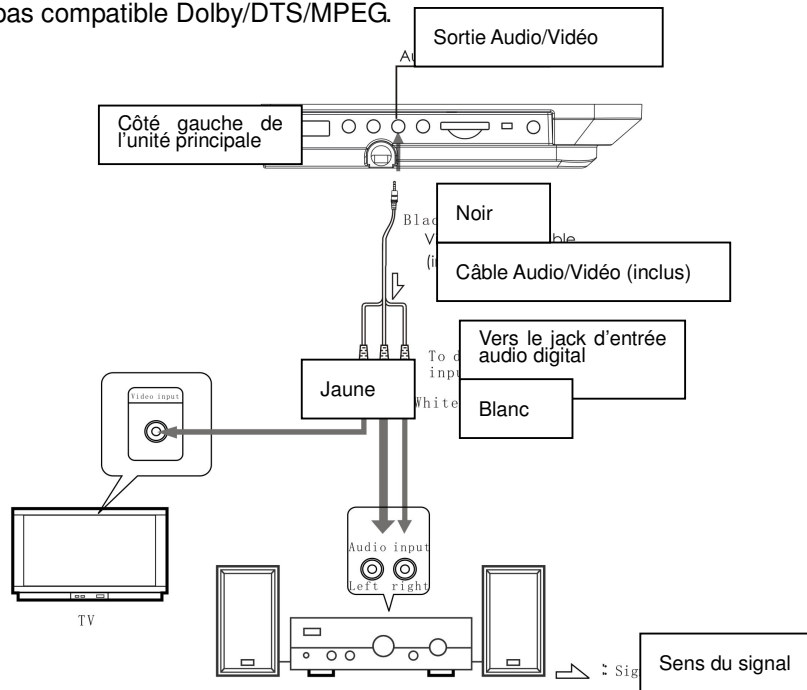 pas compatible Dolby/DTS/MPEG.
Sortie Audio/Vidéo
Côté gauche de
l'unité principale
Noir
Câble Audio/Vidéo (inclus)
Vers le jack d'entrée
audio digital
Jaune
White
Blanc
Video input
Audio input
Left right
TV
Sens du signal